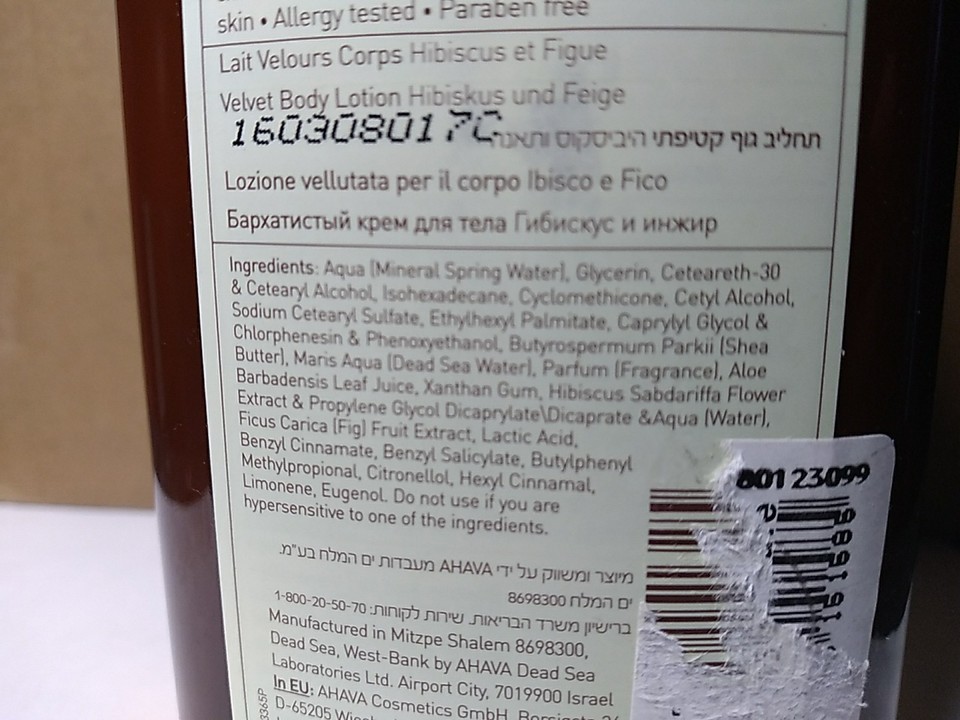 skin • Allergy tested • Paraben free
Lait Velours Corps Hibiscus et Figue
Velvet Body Lotion Hibiskus und Feige
160308017C
תחליב גוף קטיפתי היביסקוס ותאנה
Lozione vellutata per il corpo Ibisco e Fico
Бархатистый крем для тела Гибискус и инжир
Ingredients: Aqua (Mineral Spring Water), Glycerin, Ceteareth-30
& Cetearyl Alcohol, Isohexadecane, Cyclomethicone, Cetyl Alcohol,
Sodium Cetearyl Sulfate, Ethylhexyl Palmitate, Caprylyl Glycol &
Chlorphenesin & Phenoxyethanol, Butyrospermum Parkii (Shea
Butter), Maris Aqua (Dead Sea Water), Parfum (Fragrance), Aloe
Barbadensis Leaf Juice, Xanthan Gum, Hibiscus Sabdariffa Flower
Extract & Propylene Glycol Dicaprylate\Dicaprate &Aqua (Water),
Ficus Carica (Fig) Fruit Extract, Lactic Acid,
Benzyl Cinnamate, Benzyl Salicylate, Butylphenyl
Methylpropional, Citronellol, Hexyl Cinnamal,
Limonene, Eugenol. Do not use if you are
hypersensitive to one of the ingredients.
80123099
מיוצר ומשווק על ידי AHAVA מעבדות ים המלח בע"מ.
ים המלח 8698300
ברישיון משרד הבריאות. שירות לקוחות: 1-800-20-50-70
Manufactured in Mitzpe Shalem 8698300,
Dead Sea, West-Bank by AHAVA Dead Sea
Laboratories Ltd. Airport City, 7019900 Israel
In EU: AHAVA Cosmetics GmbH,
D-65205
3365P